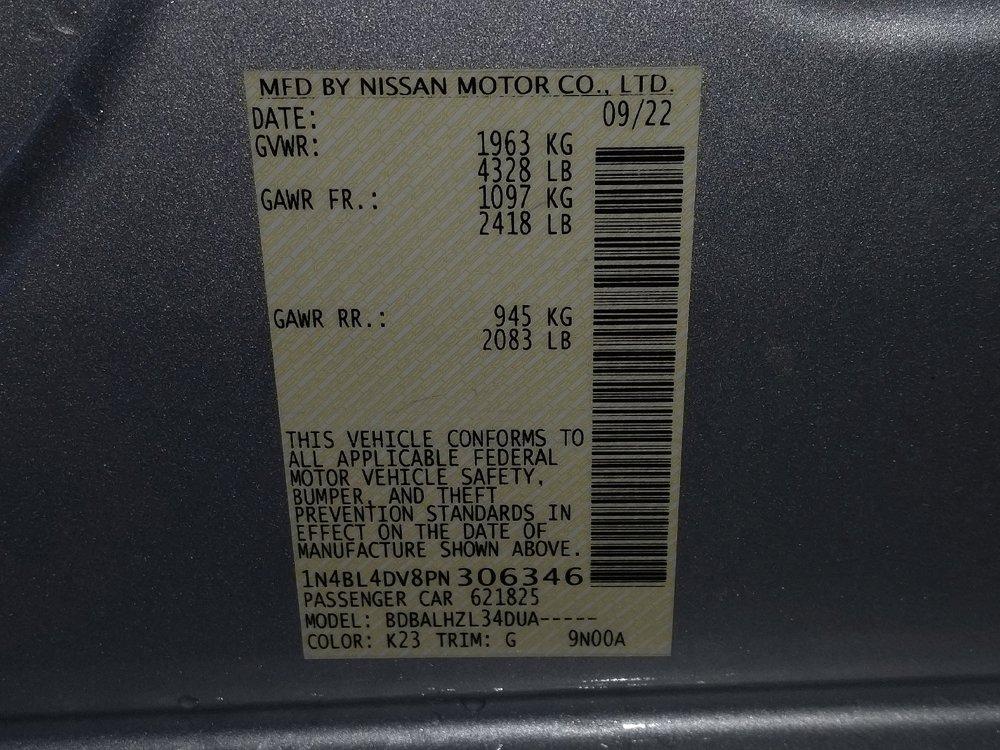 MFD BY NISSAN MOTOR CO., LTD.
DATE: 09/22
GVWR: 1963 KG
4328 LB
GAWR FR.: 1097 KG
2418 LB
GAWR RR.: 945 KG
2083 LB
THIS VEHICLE CONFORMS TO
ALL APPLICABLE FEDERAL
MOTOR VEHICLE SAFETY,
BUMPER, AND THEFT
PREVENTION STANDARDS IN
EFFECT ON THE DATE OF
MANUFACTURE SHOWN ABOVE.
1N4BL4DV8PN306346
PASSENGER CAR 621825
MODEL: BDBALHZL34DUA-----
COLOR: K23 TRIM: G 9N00A